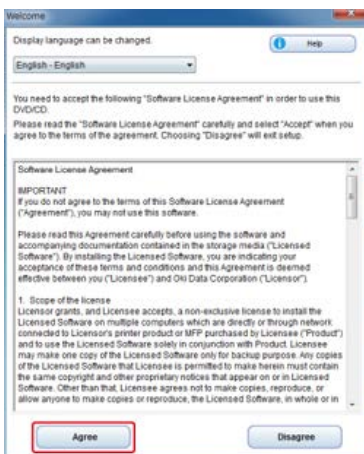 Welcome
Display language can be changed.
Help
English - English
You need to accept the following "Software License Agreement" in order to use this
DVD/CD.
Please read the "Software License Agreement" carefully and select "Accept" when you
agree to the terms of the agreement. Choosing "Disagree" will exit setup.
Software License Agreement
IMPORTANT
If you do not agree to the terms of this Software License Agreement
("Agreement"), you may not use this software.
Please read this Agreement carefully before using the software and
accompanying documentation contained in the storage media ("Licensed
Software"). By installing the Licensed Software, you are indicating your
acceptance of these terms and conditions and this Agreement is deemed
effective between you ("Licensee") and Oki Data Corporation ("Licensor").
1. Scope of the license
Licensor grants, and Licensee accepts, a non-exclusive license to install the
Licensed Software on multiple computers which are directly or through network
connected to Licensor's printer product or MFP purchased by Licensee ("Product")
and to use the Licensed Software solely in conjunction with Product. Licensee
may make one copy of the Licensed Software only for backup purpose. Any copies
of the Licensed Software that Licensee is permitted to make herein must contain
the same copyright and other proprietary notices that appear on or in Licensed
Software. Other than that, Licensee agrees not to make copies, reproduce, or
allow anyone to make copies or reproduce, the Licensed Software, in whole or in
Agree
Disagree